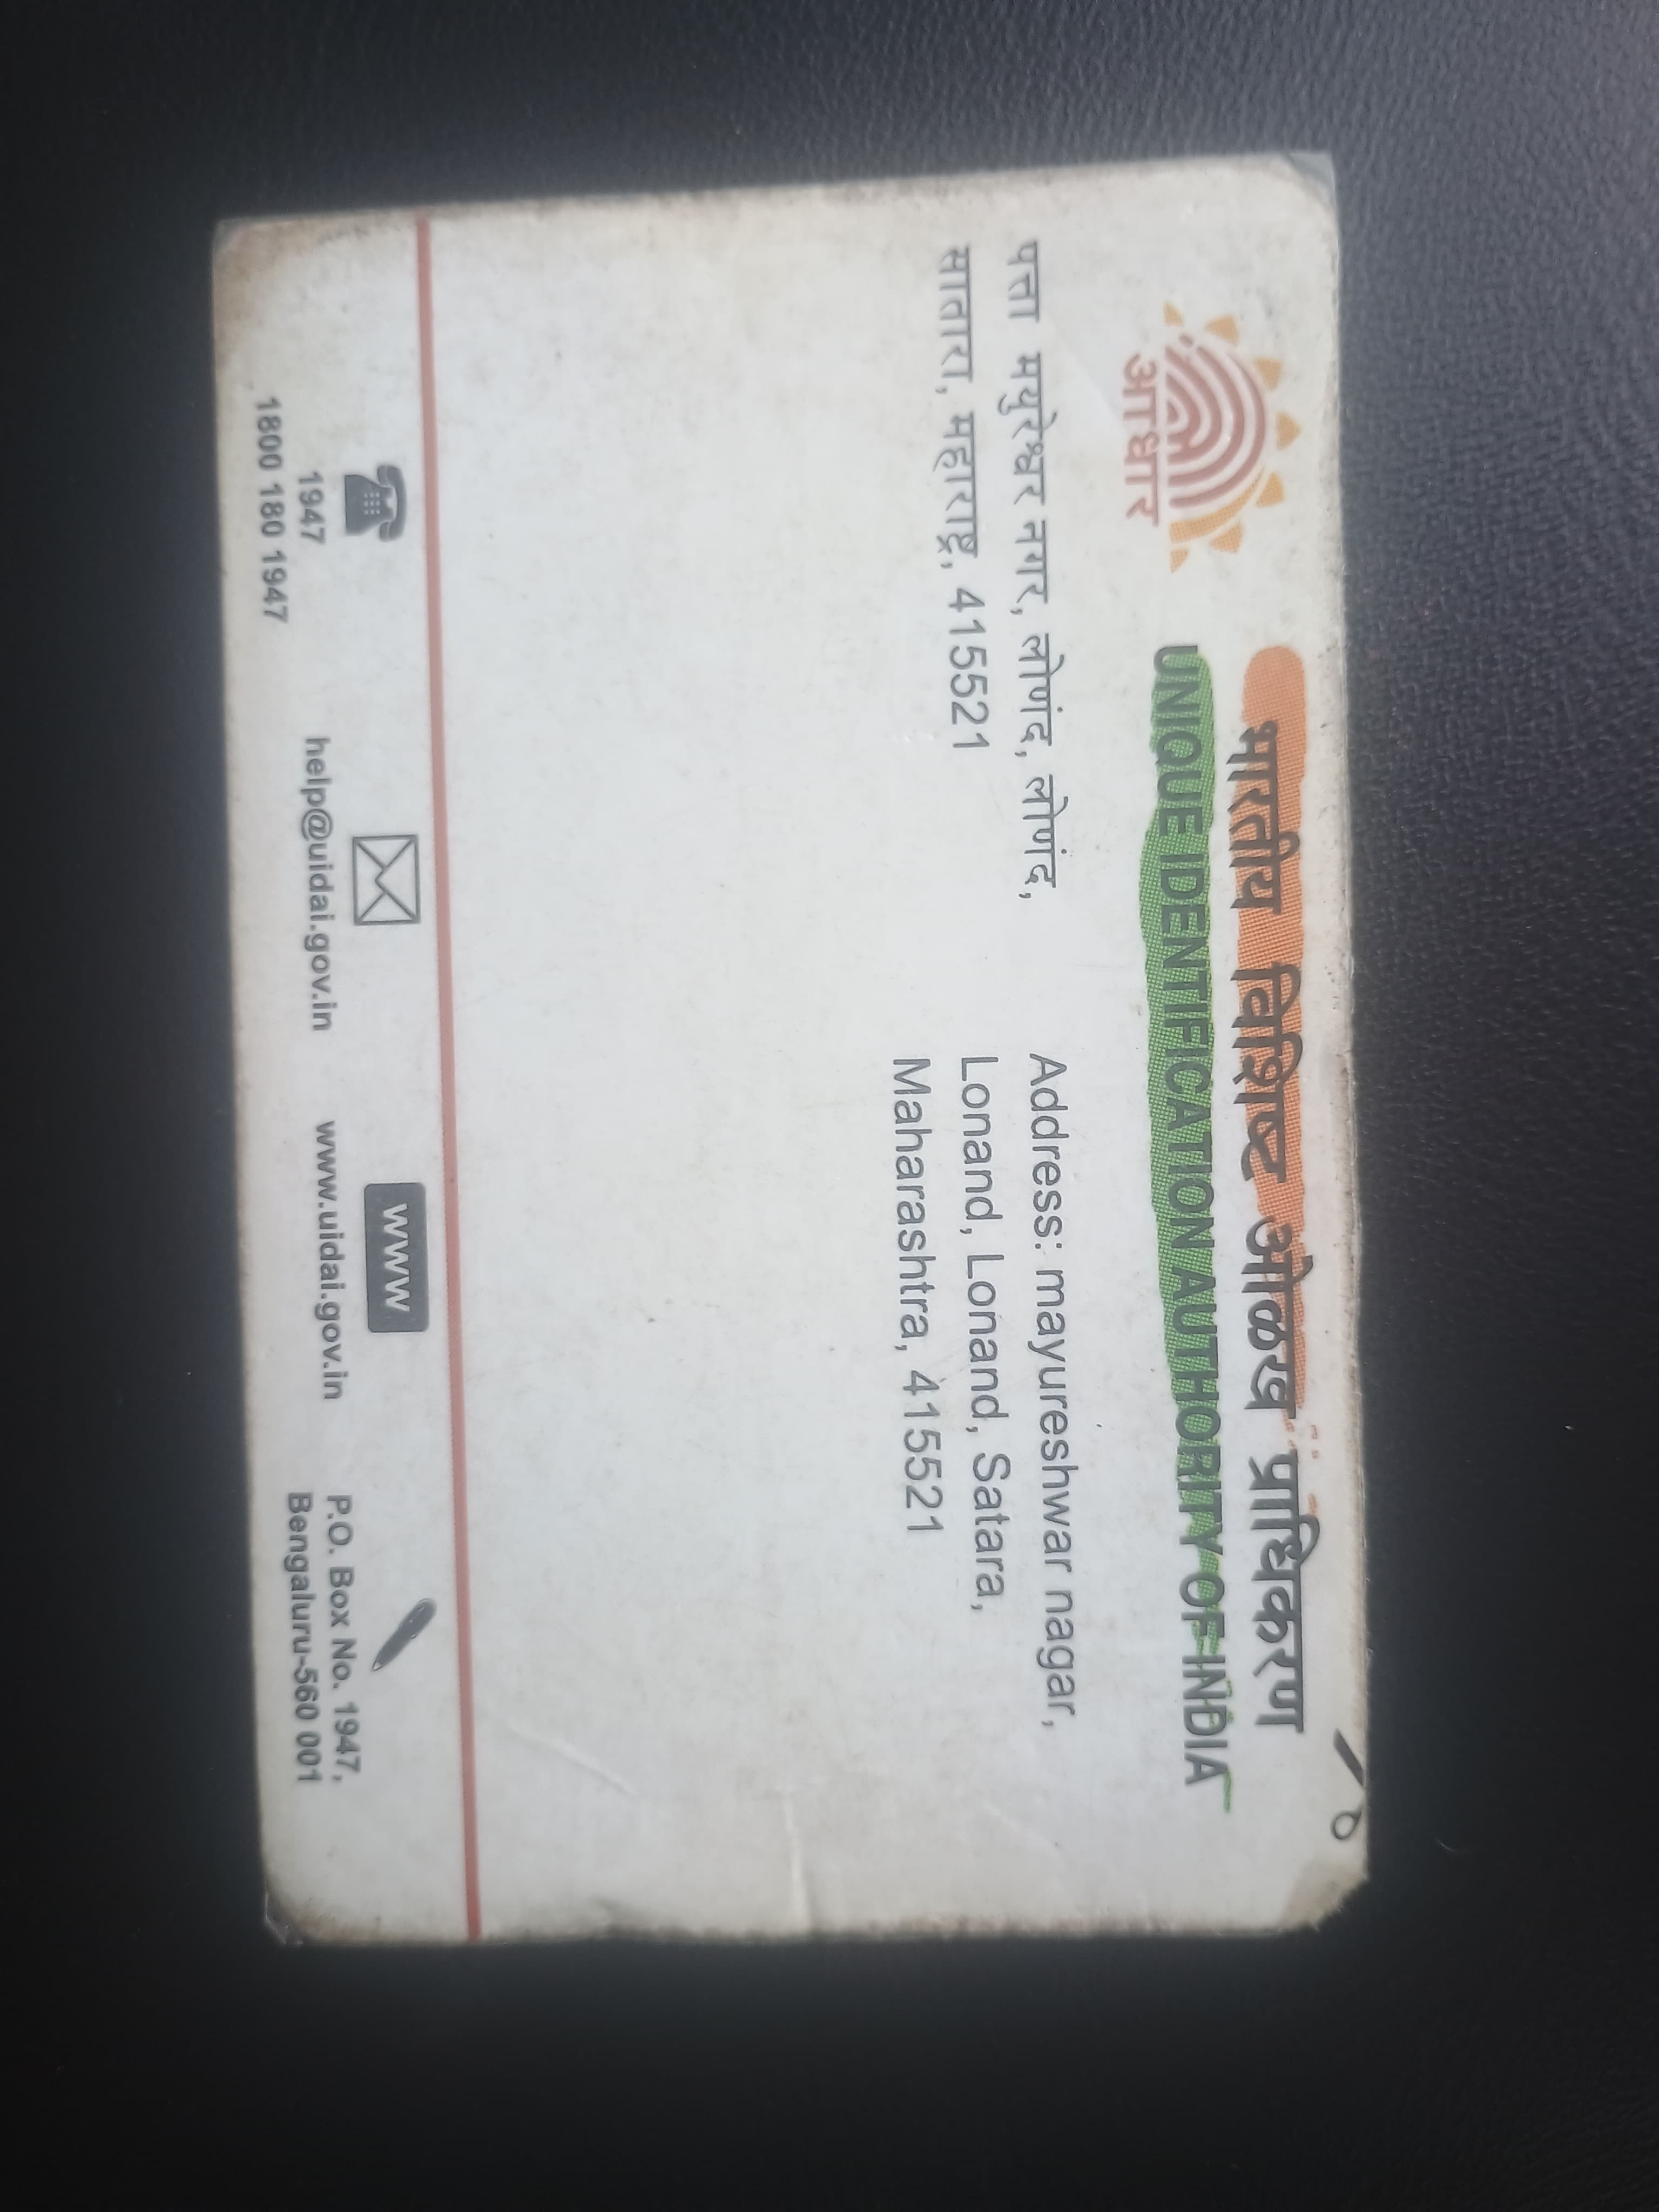 भारतीय विशिष्ट ओळख प्राधिकरण
UNIQUE IDENTIFICATION AUTHORITY OF INDIA
आधार
पत्ता मयुरेश्वर नगर, लोणंद, लोणंद,
सातारा, महाराष्ट्र, 415521
Address: mayureshwar nagar,
Lonand, Lonand, Satara,
Maharashtra, 415521
1947
1800 180 1947
help@uidai.gov.in
WWW
www.uidai.gov.in
P.O. Box No. 1947,
Bengaluru-560 001